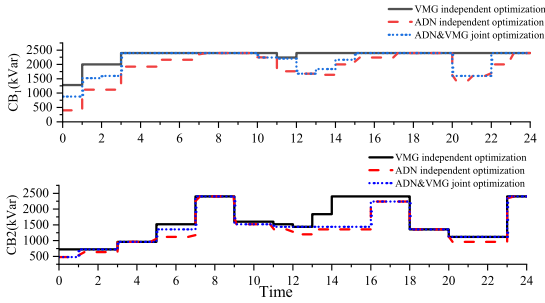 VMG independent optimization
ADN independent optimization
ADN&VMG joint optimization
CB₁(kVar)
2500
2000
1500
1000
500
0
0 2 4 6 8 10 12 14 16 18 20 22 24
VMG independent optimization
ADN independent optimization
ADN&VMG joint optimization
CB2(kVar)
2500
2000
1500
1000
500
0 2 4 6 8 10 12 14 16 18 20 22 24
Time